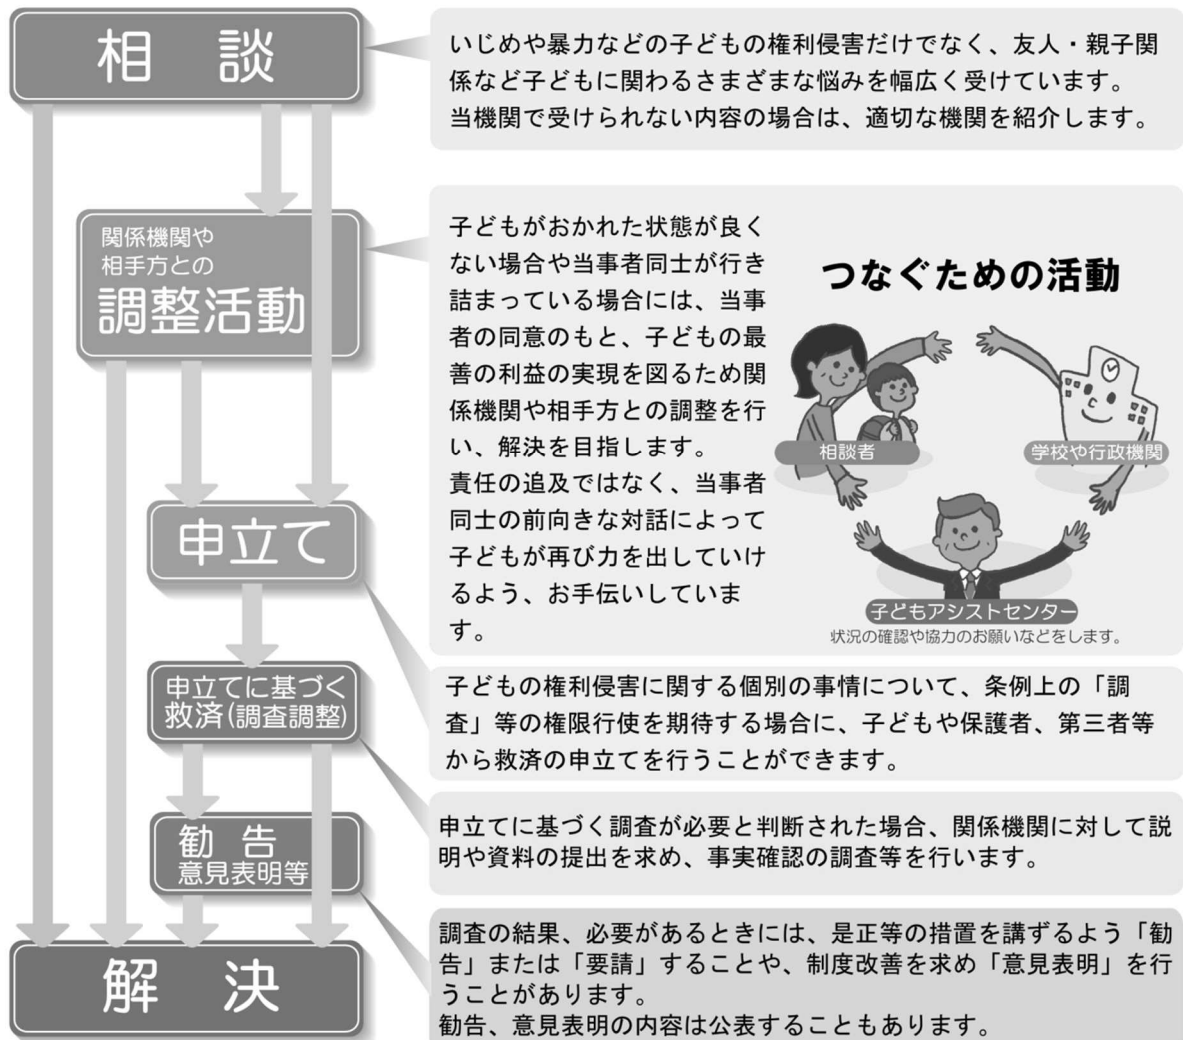 相 談
いじめや暴力などの子どもの権利侵害だけでなく、友人・親子関
係など子どもに関わるさまざまな悩みを幅広く受けています。
当機関で受けられない内容の場合は、適切な機関を紹介します。
関係機関や
相手方との
調整活動
子どもがおかれた状態が良く
ない場合や当事者同士が行き
詰まっている場合には、当事
者の同意のもと、子どもの最
善の利益の実現を図るため関
係機関や相手方との調整を行
い、解決を目指します。
責任の追及ではなく、当事者
同士の前向きな対話によって
子どもが再び力を出していけ
るよう、お手伝いしていま
す。
つなぐための活動
相談者
学校や行政機関
子どもアシストセンター
状況の確認や協力のお願いなどをします。
申立て
子どもの権利侵害に関する個別の事情について、条例上の「調
査」等の権限行使を期待する場合に、子どもや保護者、第三者等
から救済の申立てを行うことができます。
申立てに基づく
救済(調査調整)
申立てに基づく調査が必要と判断された場合、関係機関に対して説
明や資料の提出を求め、事実確認の調査等を行います。
勧 告
意見表明等
調査の結果、必要があるときには、是正等の措置を講ずるよう「勧
告」または「要請」することや、制度改善を求め「意見表明」を行
うことがあります。
勧告、意見表明の内容は公表することもあります。
解 決